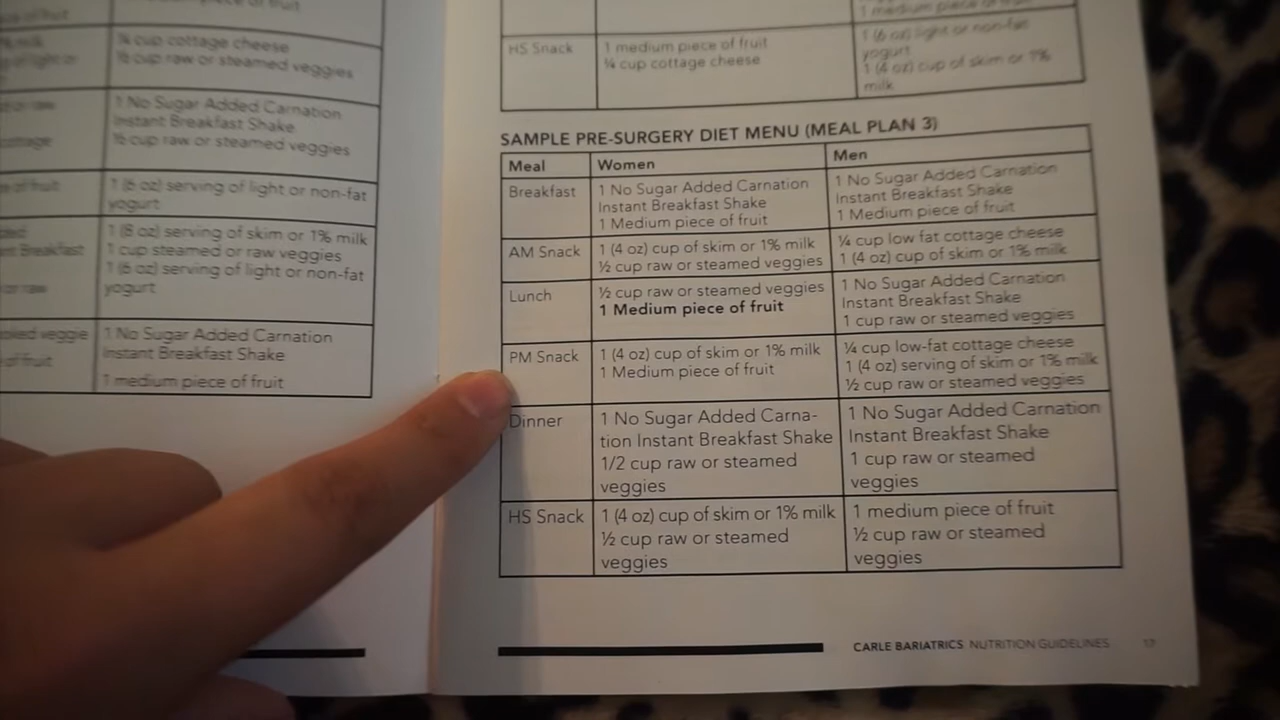 ¾ cup cottage cheese
½ cup raw or steamed veggies
1 No Sugar Added Carnation
Instant Breakfast Shake
½ cup raw or steamed veggies
1 (6 oz) serving of light or non-fat
yogurt
1 (8 oz) serving of skim or 1% milk
1 cup steamed or raw veggies
1 (6 oz) serving of light or non-fat
yogurt
1 No Sugar Added Carnation
Instant Breakfast Shake
1 medium piece of fruit
HS Snack
1 medium piece of fruit
¼ cup cottage cheese
1 (6 oz) light or non-fat
yogurt
1 (4 oz) cup of skim or 1%
milk
SAMPLE PRE-SURGERY DIET MENU (MEAL PLAN 3)
Meal
Women
Men
Breakfast
1 No Sugar Added Carnation
Instant Breakfast Shake
1 Medium piece of fruit
1 No Sugar Added Carnation
Instant Breakfast Shake
1 Medium piece of fruit
AM Snack
1 (4 oz) cup of skim or 1% milk
½ cup raw or steamed veggies
¼ cup low fat cottage cheese
1 (4 oz) cup of skim or 1% milk
Lunch
½ cup raw or steamed veggies
1 Medium piece of fruit
1 No Sugar Added Carnation
Instant Breakfast Shake
1 cup raw or steamed veggies
PM Snack
1 (4 oz) cup of skim or 1% milk
1 Medium piece of fruit
¼ cup low-fat cottage cheese
1 (4 oz) serving of skim or 1% milk
½ cup raw or steamed veggies
Dinner
1 No Sugar Added Carna-
tion Instant Breakfast Shake
1/2 cup raw or steamed
veggies
1 No Sugar Added Carnation
Instant Breakfast Shake
1 cup raw or steamed
veggies
HS Snack
1 (4 oz) cup of skim or 1% milk
½ cup raw or steamed
veggies
1 medium piece of fruit
½ cup raw or steamed
veggies
CARLE BARIATRICS NUTRITION GUIDELINES